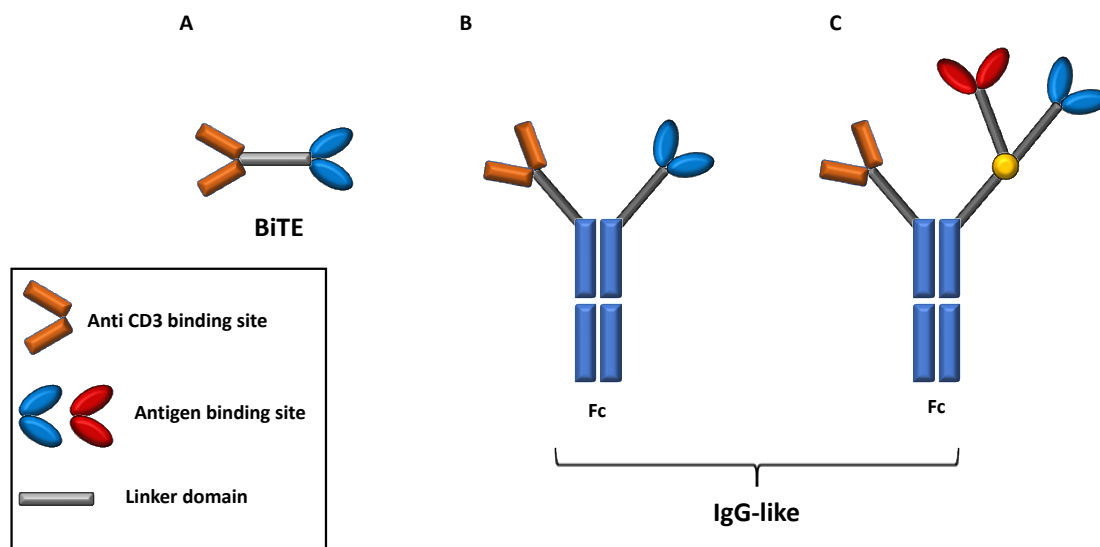 A
B
C
BiTE
Anti CD3 binding site
Antigen binding site
Linker domain
Fc
Fc
IgG-like